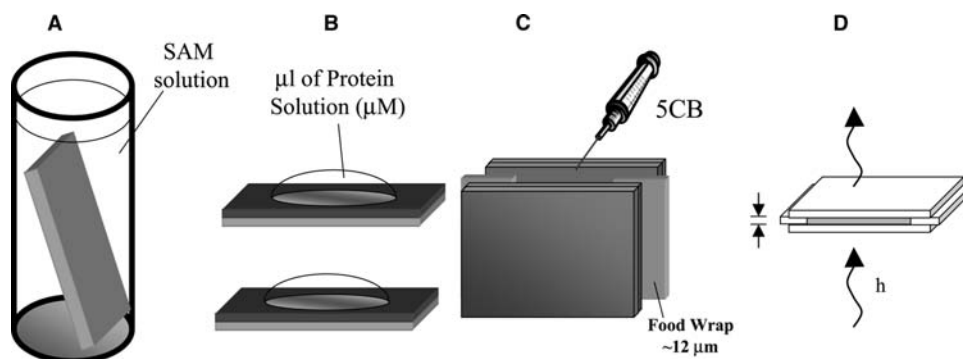 A
SAM
solution
B
µl of Protein
Solution (µM)
C
5CB
Food Wrap
~12 µm
D
h